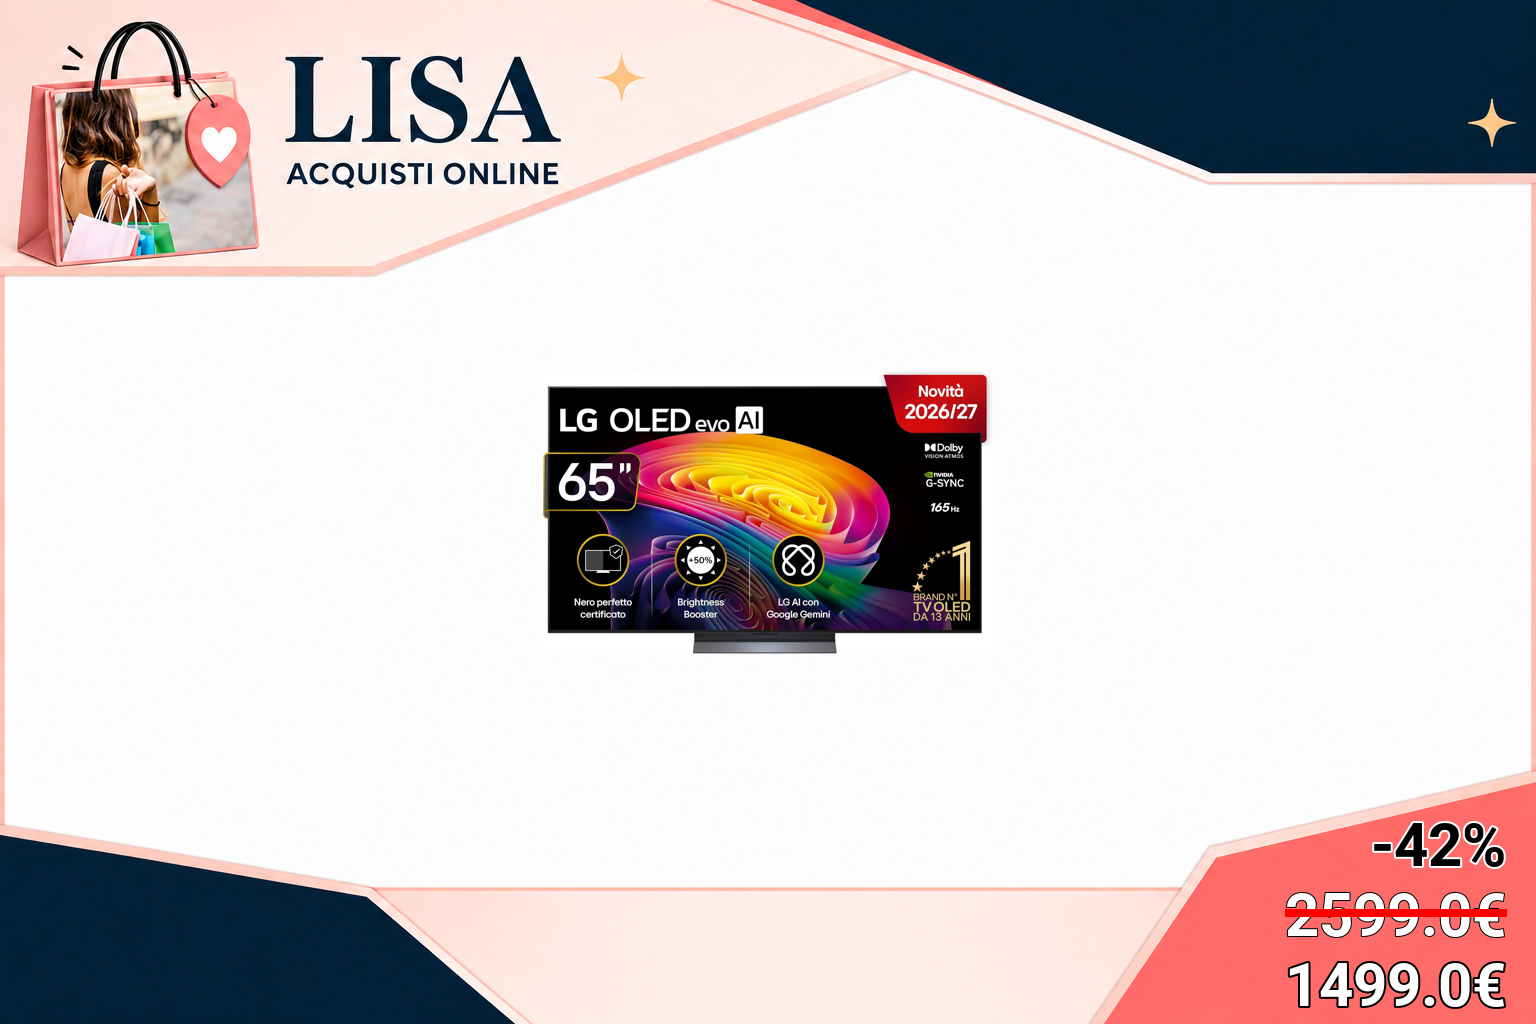 LISA
ACQUISTI ONLINE
Novità
2026/27
LG OLED evo AI
Dolby
VISION·ATMOS
65"
NVIDIA
G-SYNC
165Hz
+50%
Nero perfetto
certificato
Brightness
Booster
LG AI con
Google Gemini
1
BRAND N°
TV OLED
DA 13 ANNI
-42%
2599.0€
1499.0€